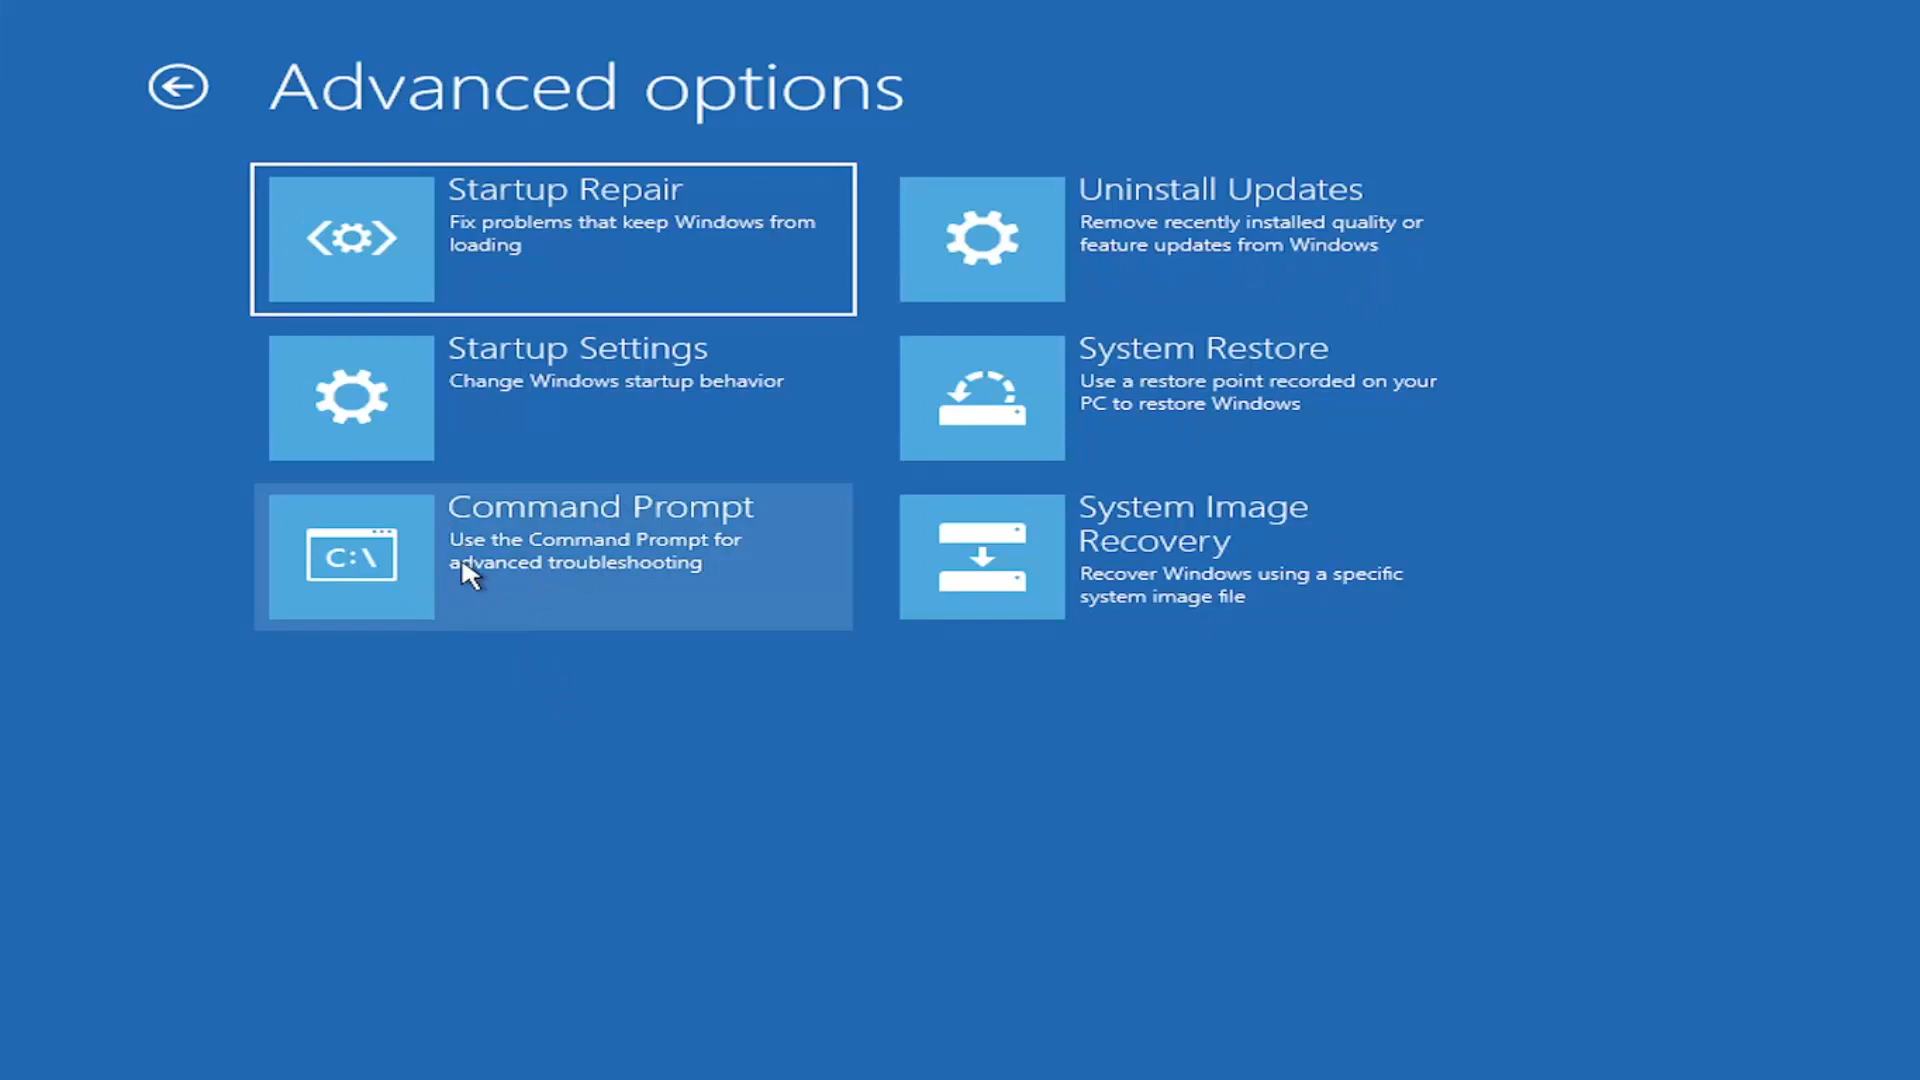 Advanced options
Startup Repair
Fix problems that keep Windows from
loading
Uninstall Updates
Remove recently installed quality or
feature updates from Windows
Startup Settings
Change Windows startup behavior
System Restore
Use a restore point recorded on your
PC to restore Windows
C:\
Command Prompt
Use the Command Prompt for
advanced troubleshooting
System Image
Recovery
Recover Windows using a specific
system image file